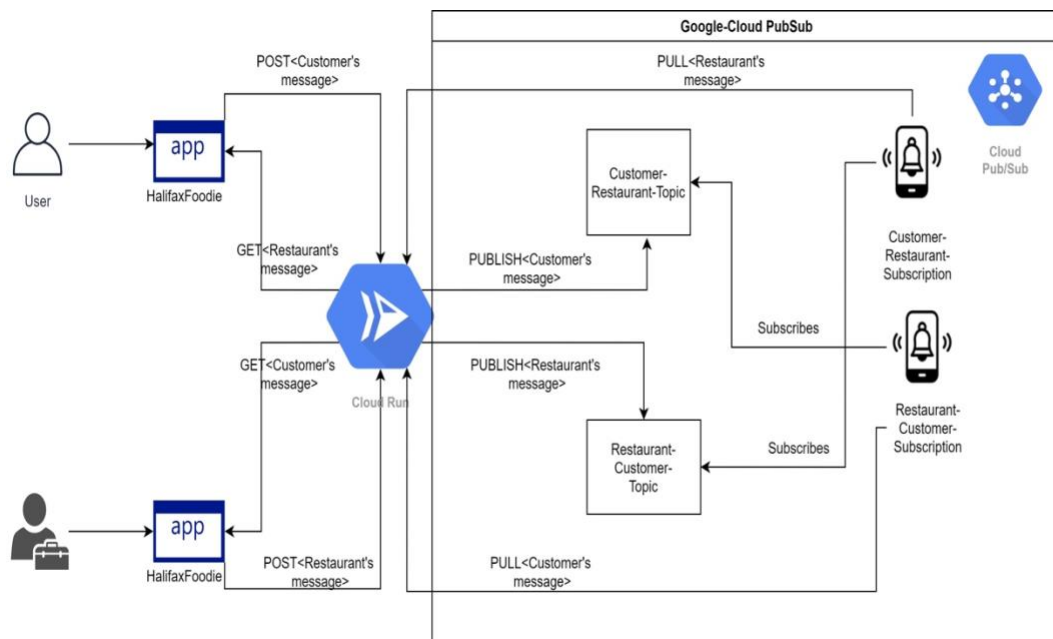 Google-Cloud PubSub
POST<Customer's
message>
PULL<Restaurant's
message>
app
HalifaxFoodie
User
Customer-
Restaurant-Topic
Cloud
Pub/Sub
Customer-
Restaurant-
Subscription
GET<Restaurant's
message>
PUBLISH<Customer's
message>
Subscribes
GET<Customer's
message>
PUBLISH<Restaurant's
message>
Cloud Run
Restaurant-
Customer-
Subscription
Restaurant-
Customer-
Topic
Subscribes
app
HalifaxFoodie
POST<Restaurant's
message>
PULL<Customer's
message>